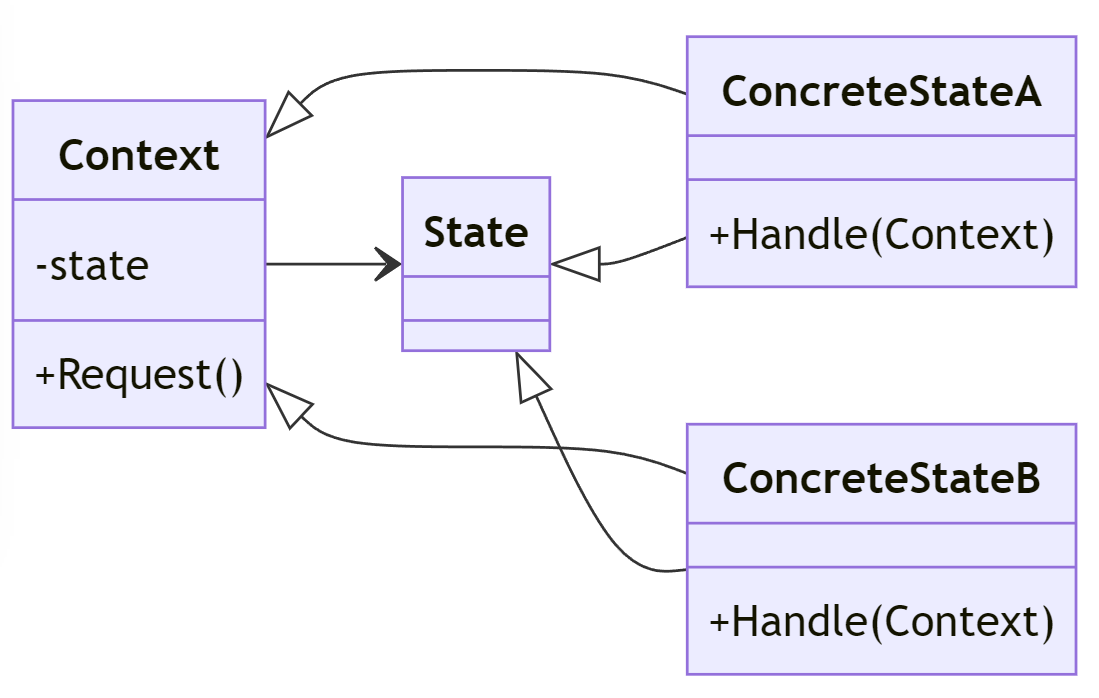 Context
-state
+Request()
State
ConcreteStateA
+Handle(Context)
ConcreteStateB
+Handle(Context)